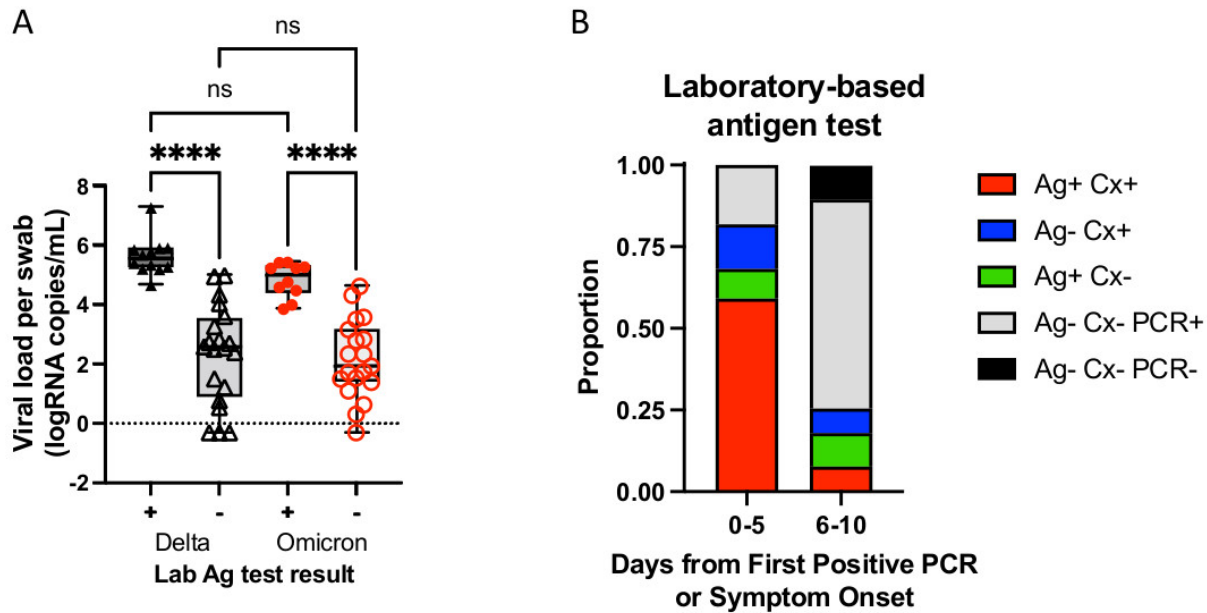 A
ns
ns
****
****
8
6
4
2
0
-2
Viral load per swab
(logRNA copies/mL)
+
-
+
-
Delta
Omicron
Lab Ag test result
B
Laboratory-based
antigen test
1.00
0.75
0.50
0.25
0.00
Proportion
0-5
6-10
Days from First Positive PCR
or Symptom Onset
Ag+ Cx+
Ag- Cx+
Ag+ Cx-
Ag- Cx- PCR+
Ag- Cx- PCR-